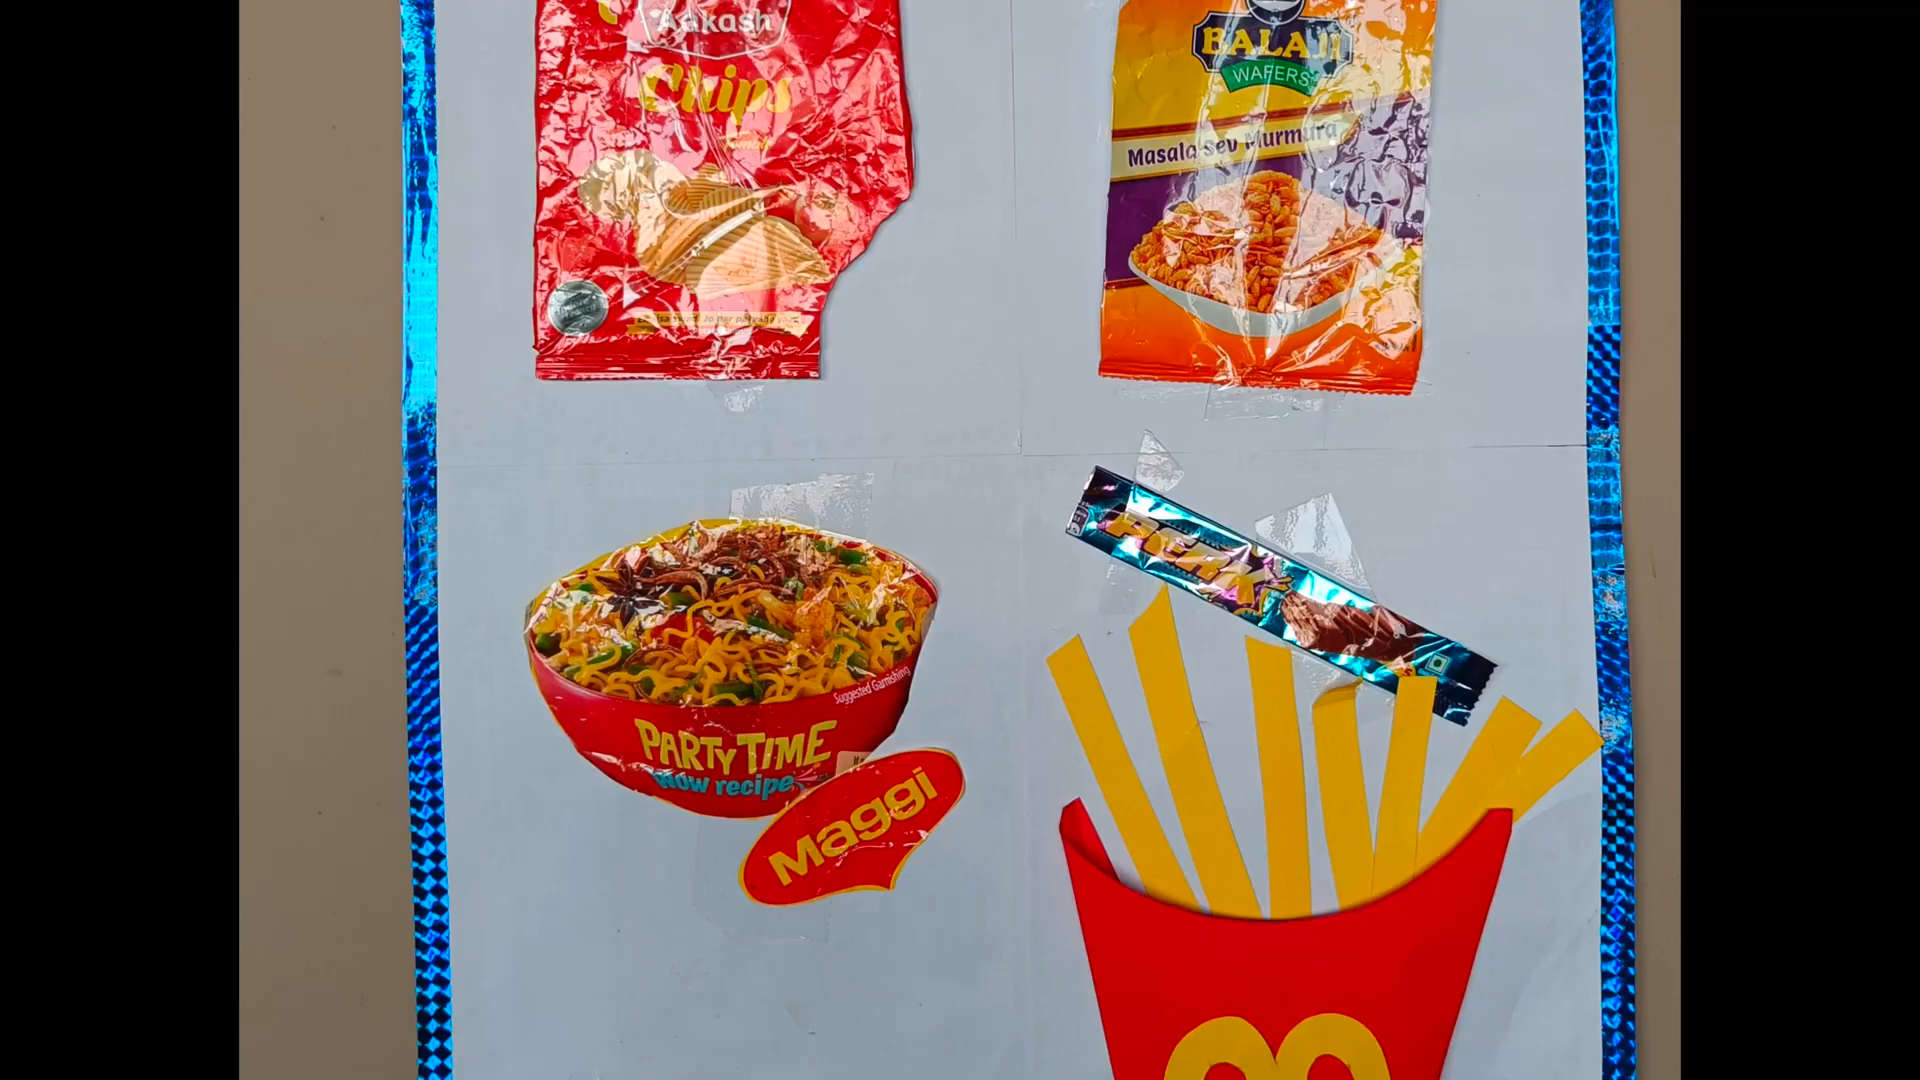 Aakash
Chips
BALAJI
WAFERS
Masala Sev Murmura
PERK
Suggested Garnishing
PARTY TIME
Wow recipe
Maggi